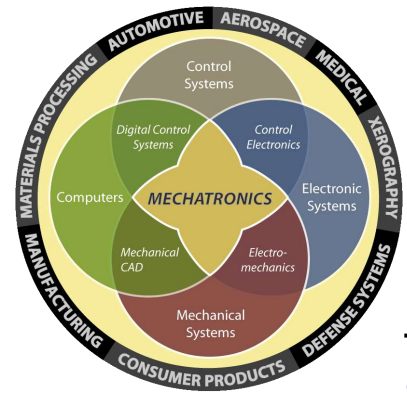 AUTOMOTIVE
AEROSPACE
MEDICAL
XEROGRAPHY
DEFENSE SYSTEMS
CONSUMER PRODUCTS
MANUFACTURING
MATERIALS PROCESSING
Control
Systems
Digital Control
Systems
Control
Electronics
Computers
MECHATRONICS
Electronic
Systems
Mechanical
CAD
Electro-
mechanics
Mechanical
Systems